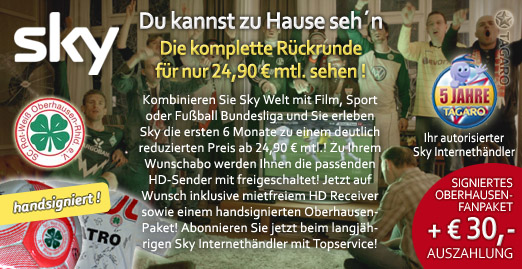 sky
Du kannst zu Hause seh´n
Die komplette Rückrunde
für nur 24,90 € mtl. sehen !
Kombinieren Sie Sky Welt mit Film, Sport
oder Fußball Bundesliga und Sie erleben
Sky die ersten 6 Monate zu einem deutlich
reduzierten Preis ab 24,90 € mtl.! Zu Ihrem
Wunschabo werden Ihnen die passenden
HD-Sender mit freigeschaltet! Jetzt auf
Wunsch inklusive mietfreiem HD Receiver
sowie einem handsignierten Oberhausen-
Paket! Abonnieren Sie jetzt beim langjäh-
rigen Sky Internethändler mit Topservice!
SC Rot-Weiß Oberhausen-Rhld. e.V.
handsigniert !
TRO
TAGARO
5 JAHRE
TAGARO
Ihr autorisierter
Sky Internethändler
SIGNIERTES
OBERHAUSEN-
FANPAKET
+ € 30,-
AUSZAHLUNG